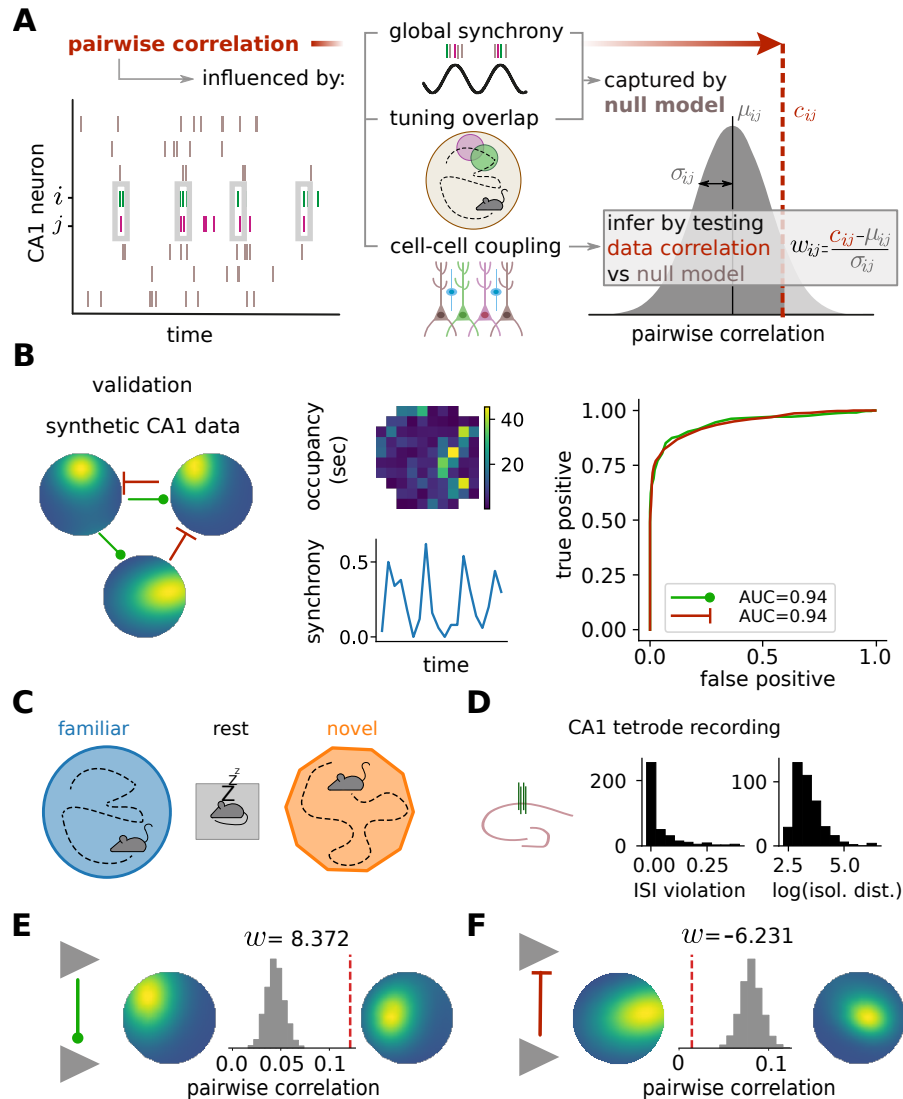 A
pairwise correlation
influenced by:
CA1 neuron
i
j
time
global synchrony
tuning overlap
cell-cell coupling
captured by
null model
μij
cij
σij
infer by testing
data correlation
vs null model
wij=
cij-μij
σij
pairwise correlation
B
validation
synthetic CA1 data
occupancy
(sec)
40
20
synchrony
0.5
0.0
time
true positive
1.00
0.75
0.50
0.25
0.00
AUC=0.94
AUC=0.94
0.0
0.5
1.0
false positive
C
familiar
rest
novel
z
z
Z
D
CA1 tetrode recording
200
0
0.00
0.25
ISI violation
100
0
2.5
5.0
log(isol. dist.)
E
w= 8.372
0.0
0.05
0.10
pairwise correlation
F
w=-6.231
0
0.1
pairwise correlation